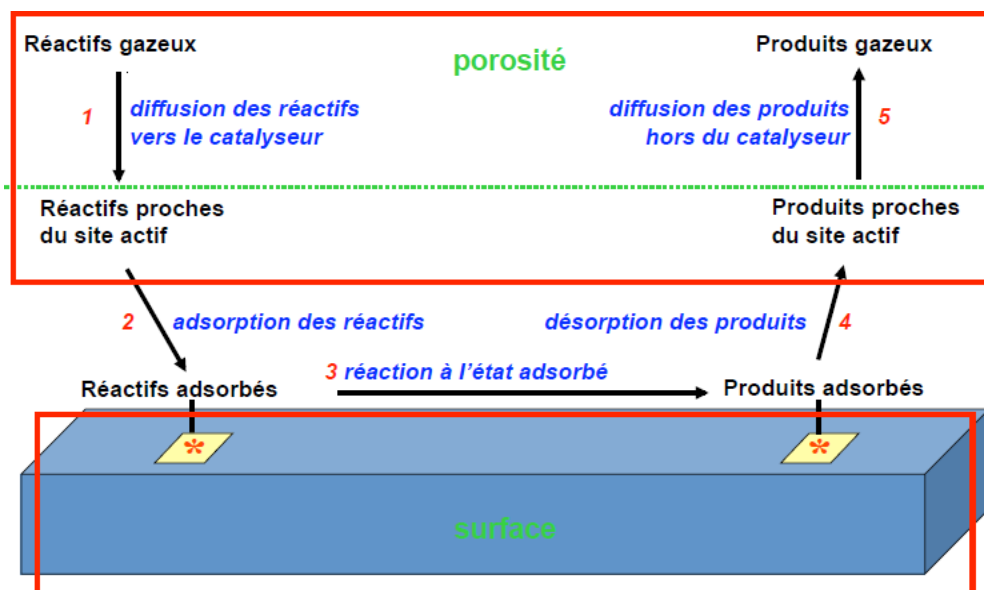 Réactifs gazeux
Produits gazeux
porosité
1
diffusion des réactifs
vers le catalyseur
diffusion des produits
hors du catalyseur
5
Réactifs proches
du site actif
Produits proches
du site actif
2
adsorption des réactifs
désorption des produits
4
3 réaction à l'état adsorbé
Réactifs adsorbés
Produits adsorbés
*
*
surface